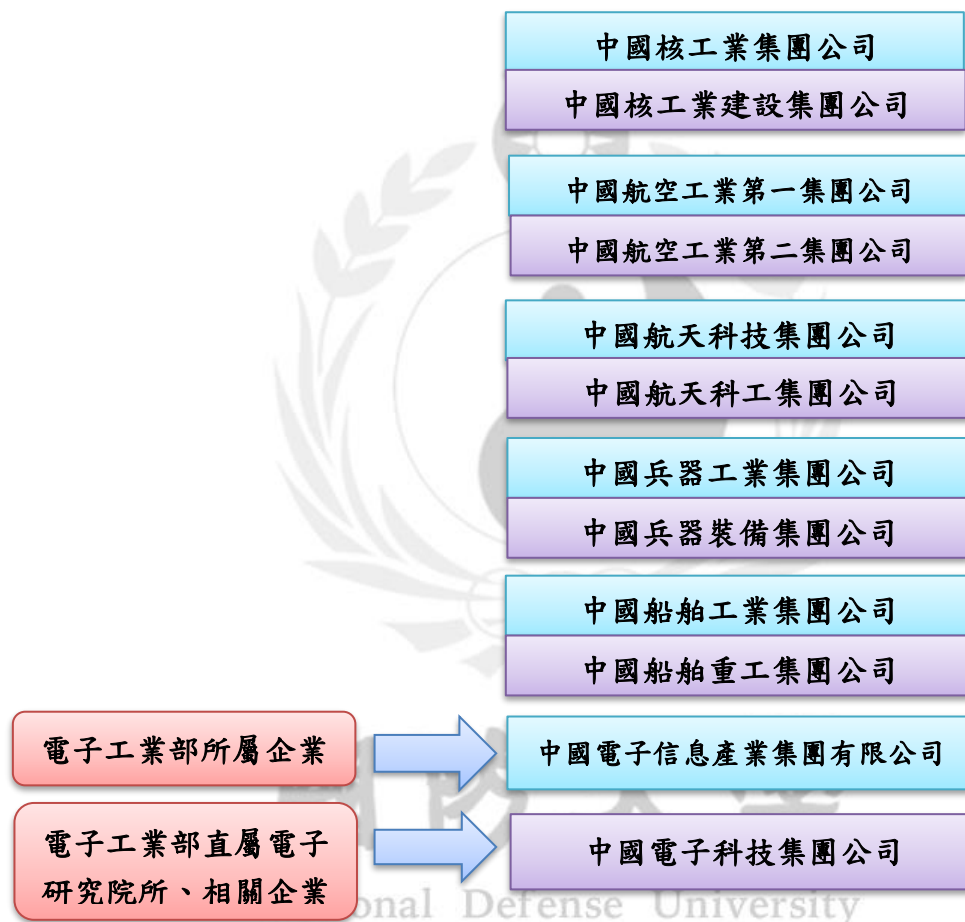 中國核工業集團公司
中國核工業建設集團公司
中國航空工業第一集團公司
中國航空工業第二集團公司
中國航天科技集團公司
中國航天科工集團公司
中國兵器工業集團公司
中國兵器裝備集團公司
中國船舶工業集團公司
中國船舶重工集團公司
電子工業部所屬企業
中國電子信息產業集團有限公司
電子工業部直屬電子
研究院所、相關企業
中國電子科技集團公司
onal Defense University